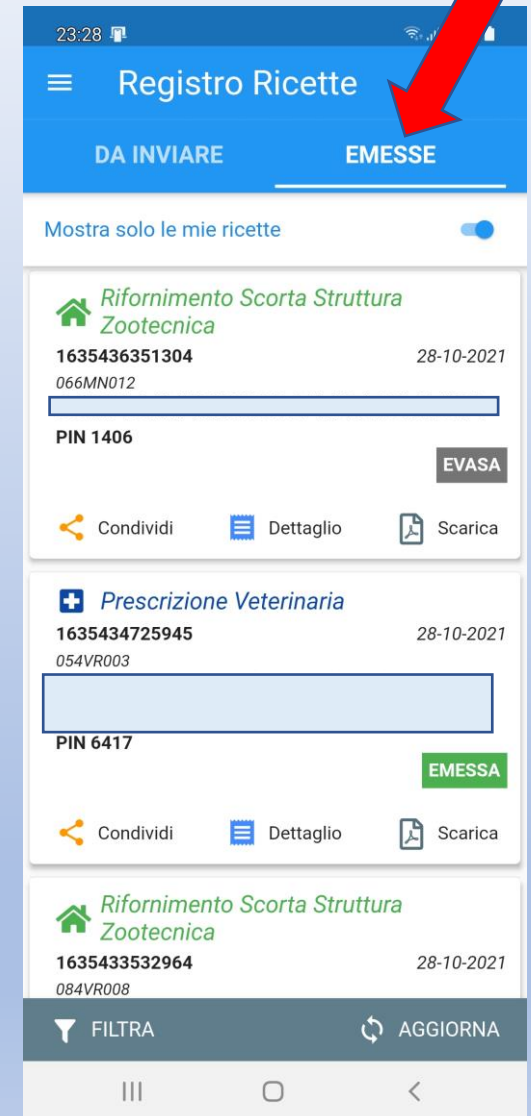 23:28
Registro Ricette
DA INVIARE EMESSE
Mostra solo le mie ricette
Rifornimento Scorta Struttura
Zootecnica
1635436351304 28-10-2021
066MN012
PIN 1406
EVASA
Condividi Dettaglio Scarica
Prescrizione Veterinaria
1635434725945 28-10-2021
054VR003
PIN 6417
EMESSA
Condividi Dettaglio Scarica
Rifornimento Scorta Struttura
Zootecnica
1635433532964 28-10-2021
084VR008
FILTRA AGGIORNA